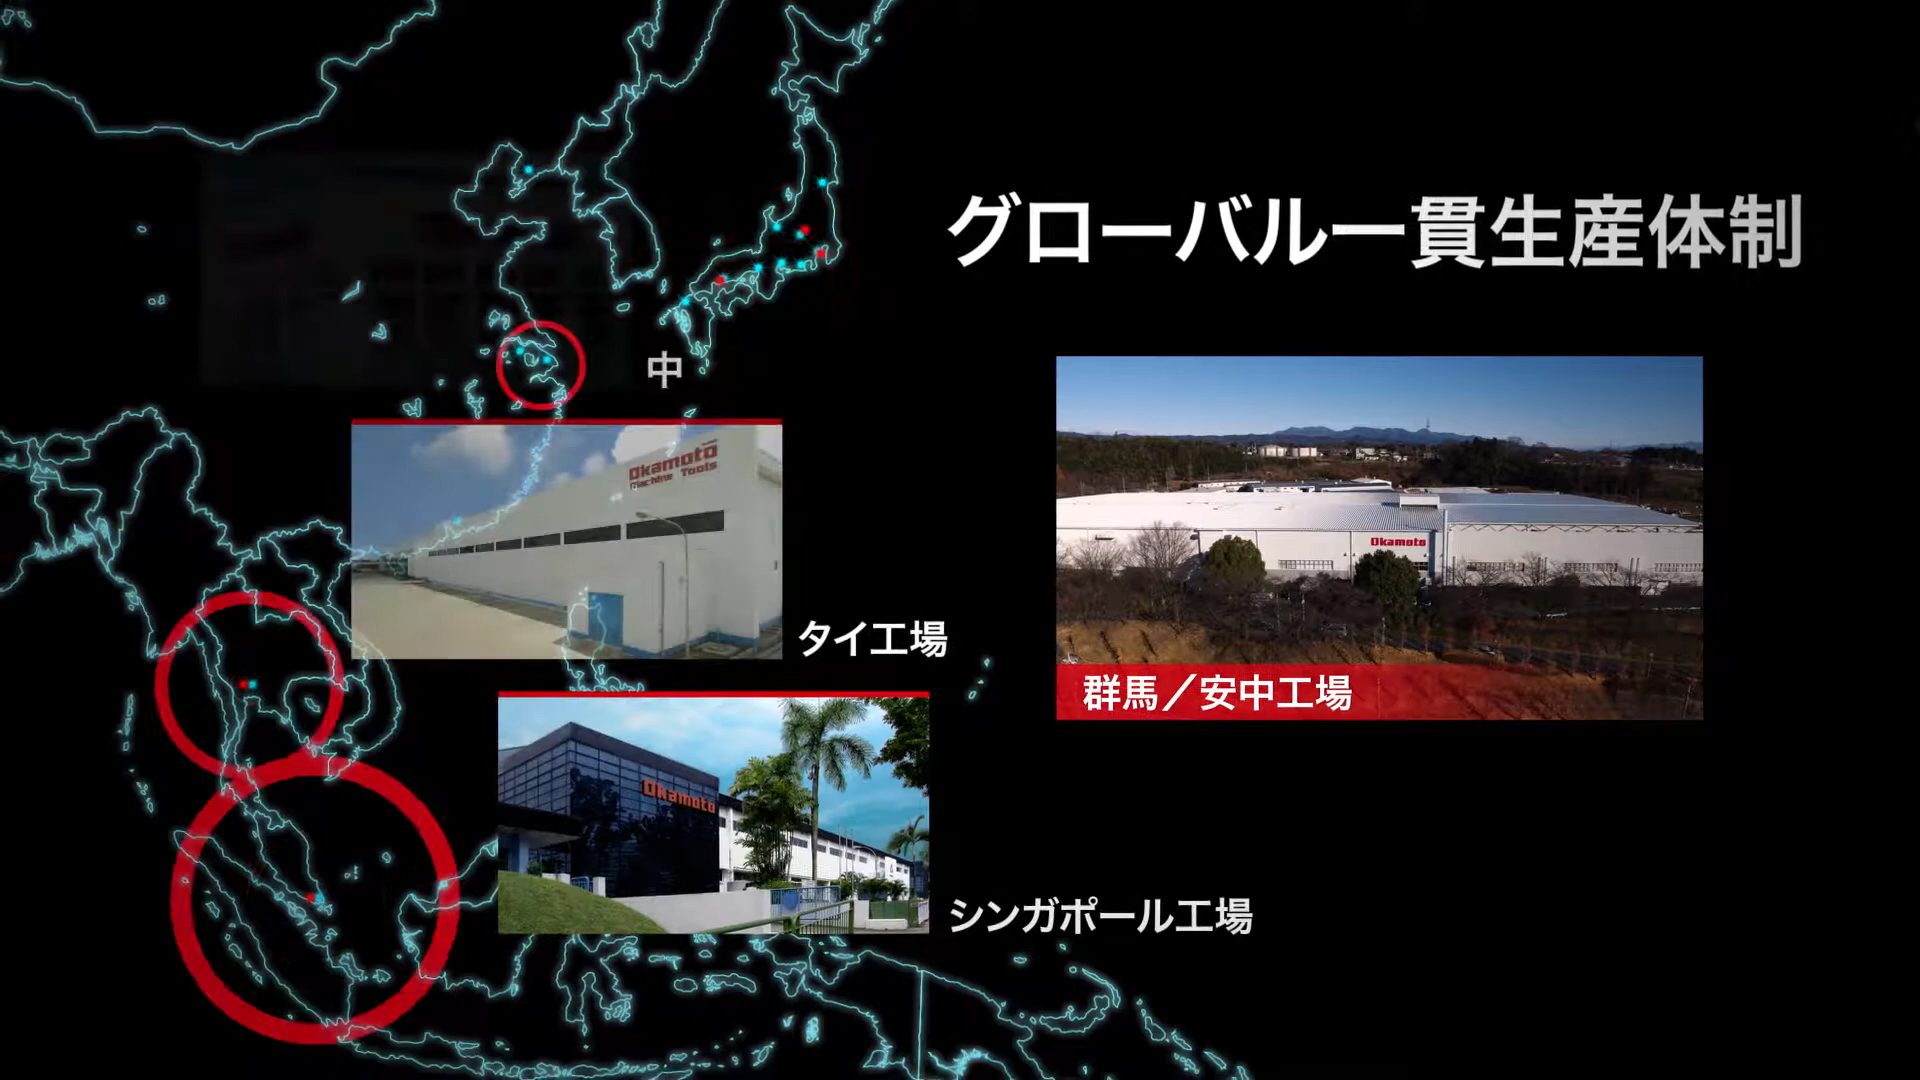 グローバル一貫生産体制
中
Okamoto
Machine Tools
タイ工場
Okamoto
群馬／安中工場
Okamoto
シンガポール工場